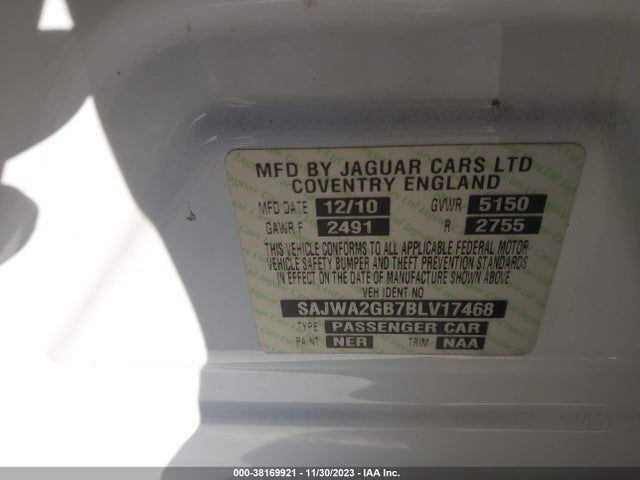 MFD BY JAGUAR CARS LTD
COVENTRY ENGLAND
MFD DATE 12/10 GVWR 5150
GAWR F 2491 R 2755
THIS VEHICLE CONFORMS TO ALL APPLICABLE FEDERAL MOTOR
VEHICLE SAFETY BUMPER AND THEFT PREVENTION STANDARDS
IN EFFECT ON THE DATE OF MANUFACTURE SHOWN ABOVE
VEH IDENT NO
SAJWA2GB7BLV17468
TYPE PASSENGER CAR
PAINT NER TRIM NAA
000-38169921 - 11/30/2023 - IAA Inc.